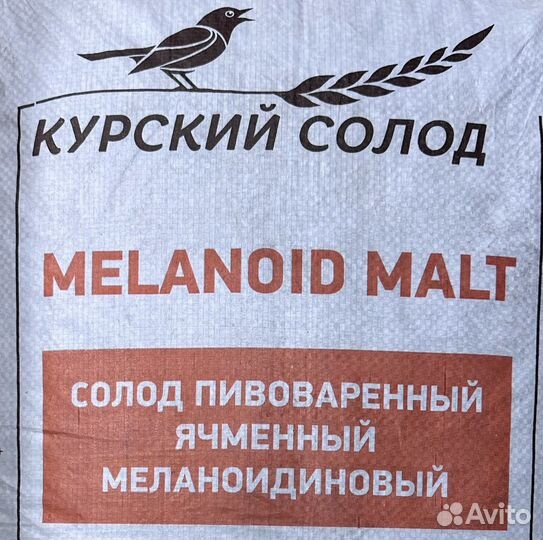 КУРСКИЙ СОЛОД
MELANOID MALT
СОЛОД ПИВОВАРЕННЫЙ
ЯЧМЕННЫЙ
МЕЛАНОИДИНОВЫЙ
Avito